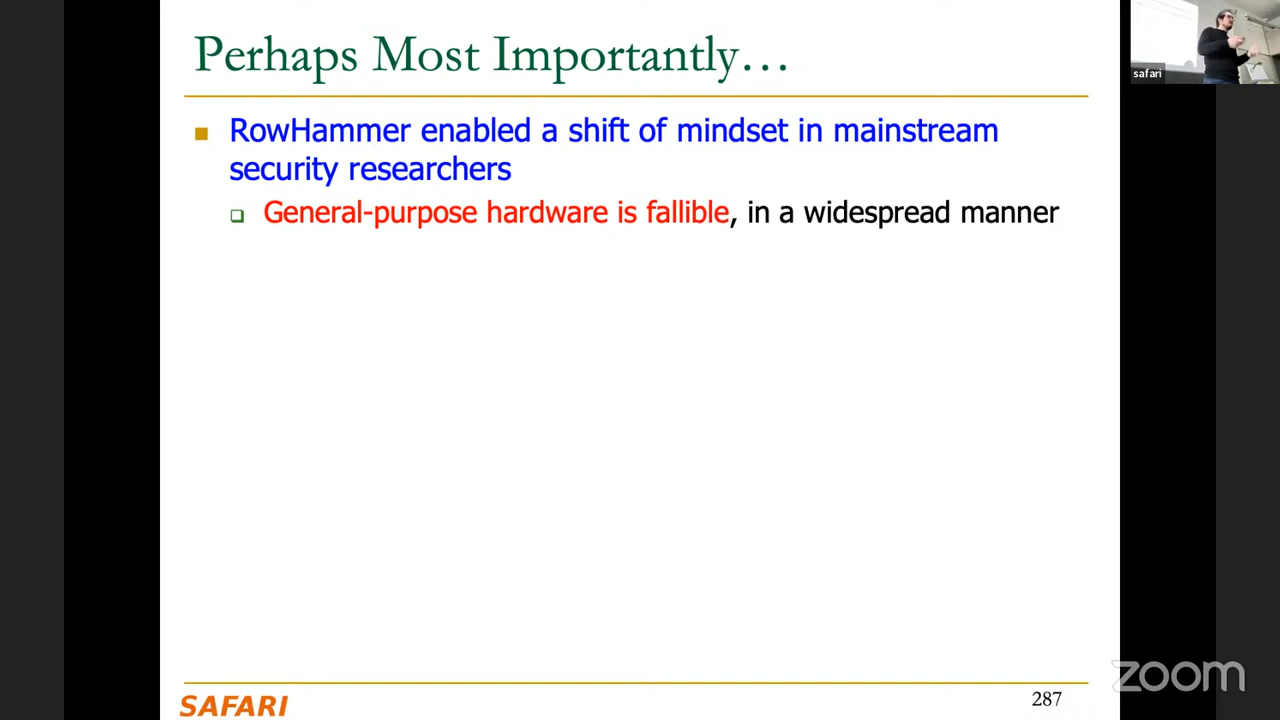 Perhaps Most Importantly…
safari
RowHammer enabled a shift of mindset in mainstream
security researchers
General-purpose hardware is fallible, in a widespread manner
SAFARI
287
zoom